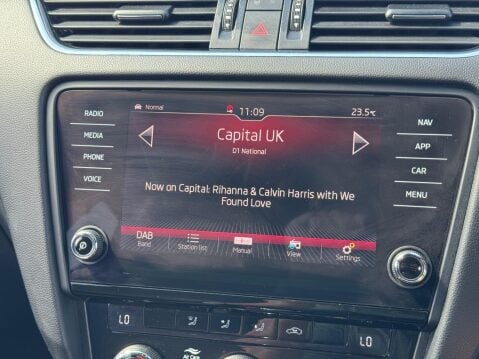 Normal 11:09 23.5°C
RADIO
MEDIA
PHONE
VOICE
Capital UK
D1 National
Now on Capital: Rihanna & Calvin Harris with We
Found Love
NAV
APP
CAR
MENU
DAB
Band
Station list
Manual
View
Settings
LO
LO